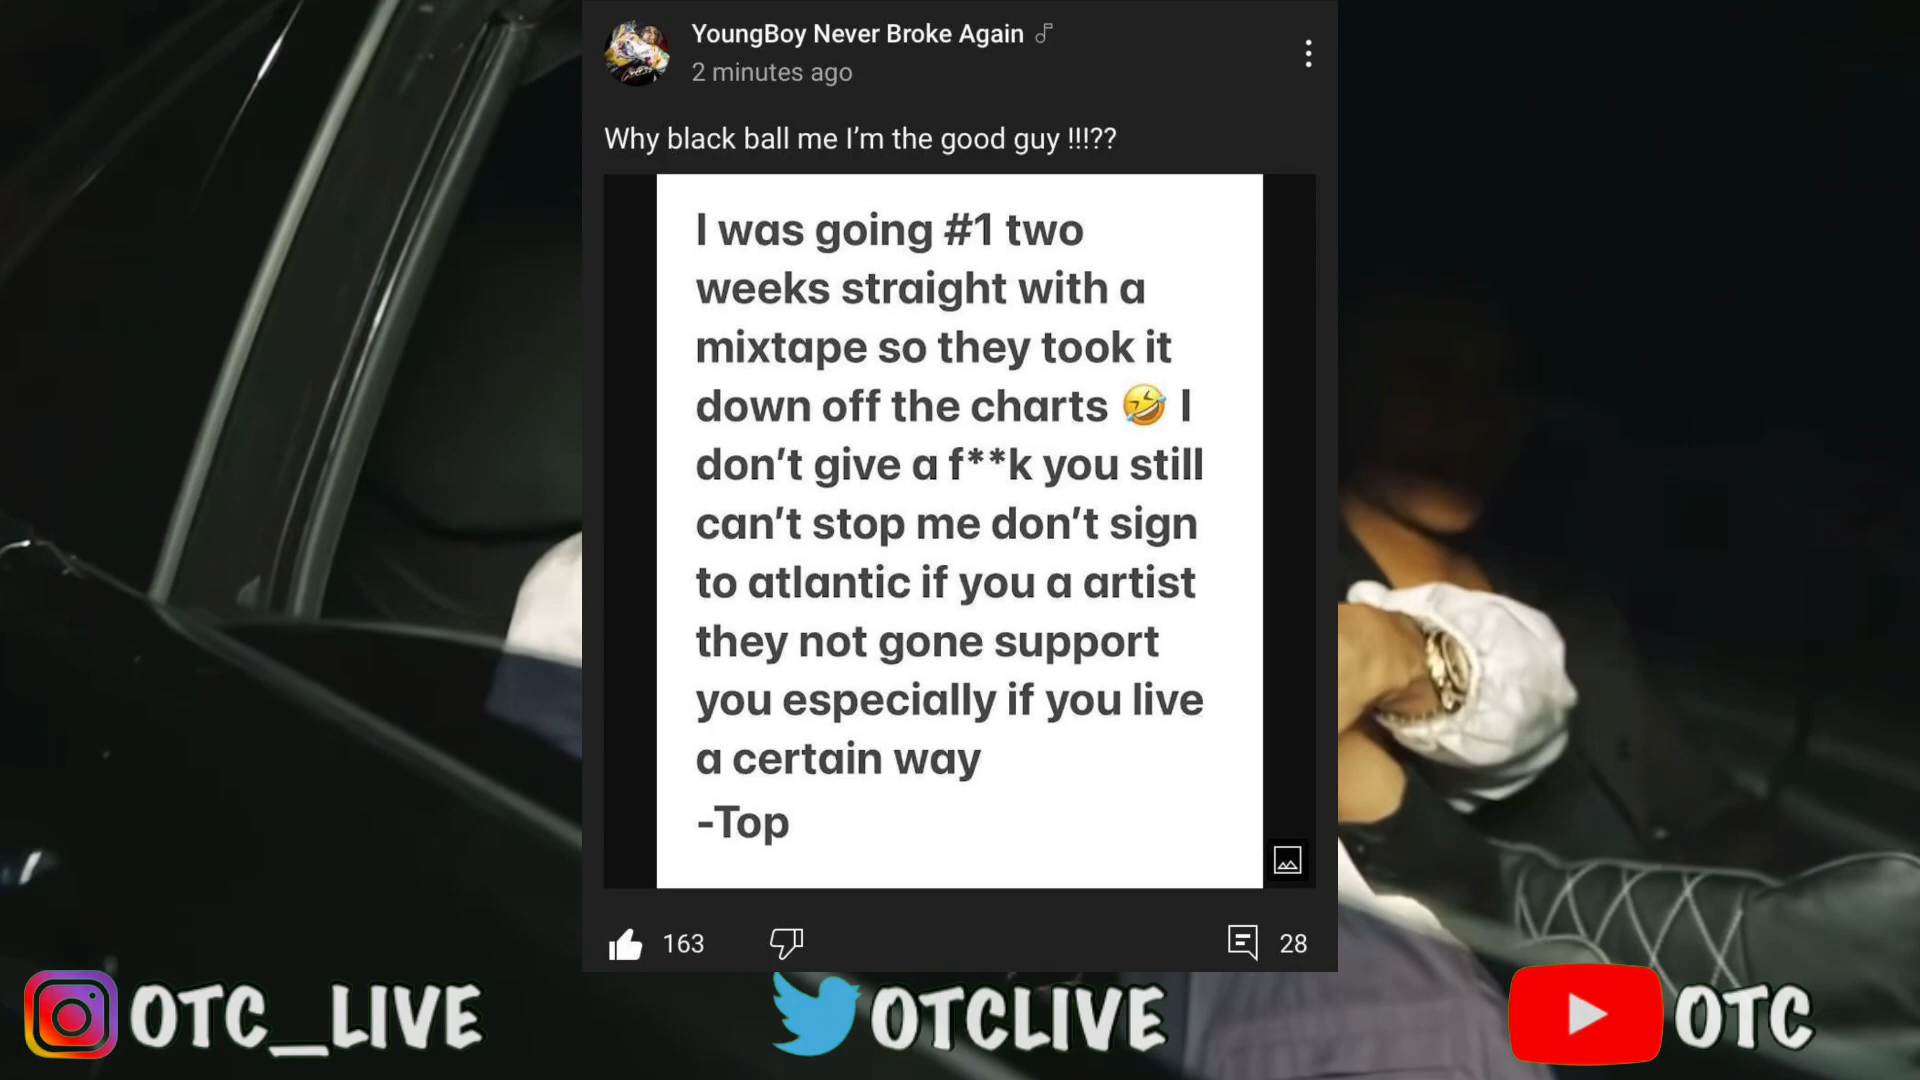 YoungBoy Never Broke Again
2 minutes ago
Why black ball me I'm the good guy !!!??
I was going #1 two
weeks straight with a
mixtape so they took it
down off the charts 🤣 I
don't give a f**k you still
can't stop me don't sign
to atlantic if you a artist
they not gone support
you especially if you live
a certain way
-Top
163
28
OTC_LIVE
OTCLIVE
OTC